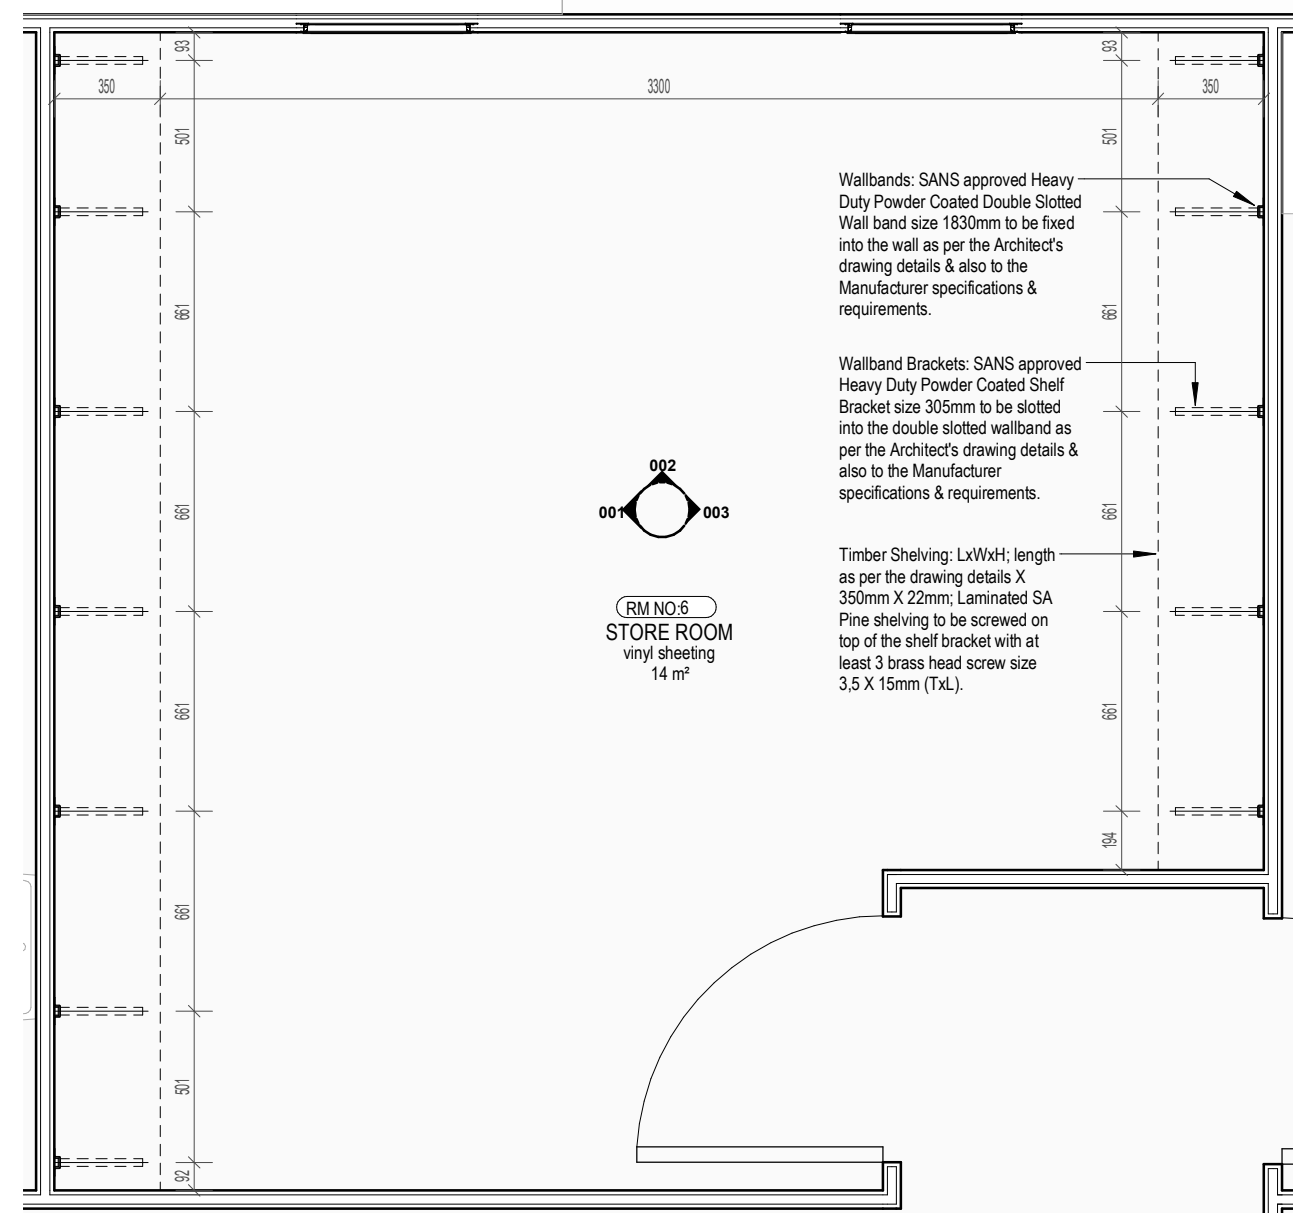 93
93
350
3300
350
501
501
Wallbands: SANS approved Heavy
Duty Powder Coated Double Slotted
Wall band size 1830mm to be fixed
into the wall as per the Architect's
drawing details & also to the
Manufacturer specifications &
requirements.
661
661
Wallband Brackets: SANS approved
Heavy Duty Powder Coated Shelf
Bracket size 305mm to be slotted
into the double slotted wallband as
per the Architect's drawing details &
also to the Manufacturer
specifications & requirements.
002
001
003
661
661
Timber Shelving: LxWxH; length
as per the drawing details X
350mm X 22mm; Laminated SA
Pine shelving to be screwed on
top of the shelf bracket with at
least 3 brass head screw size
3,5 X 15mm (TxL).
RM NO:6
STORE ROOM
vinyl sheeting
14 m²
661
661
194
661
501
92